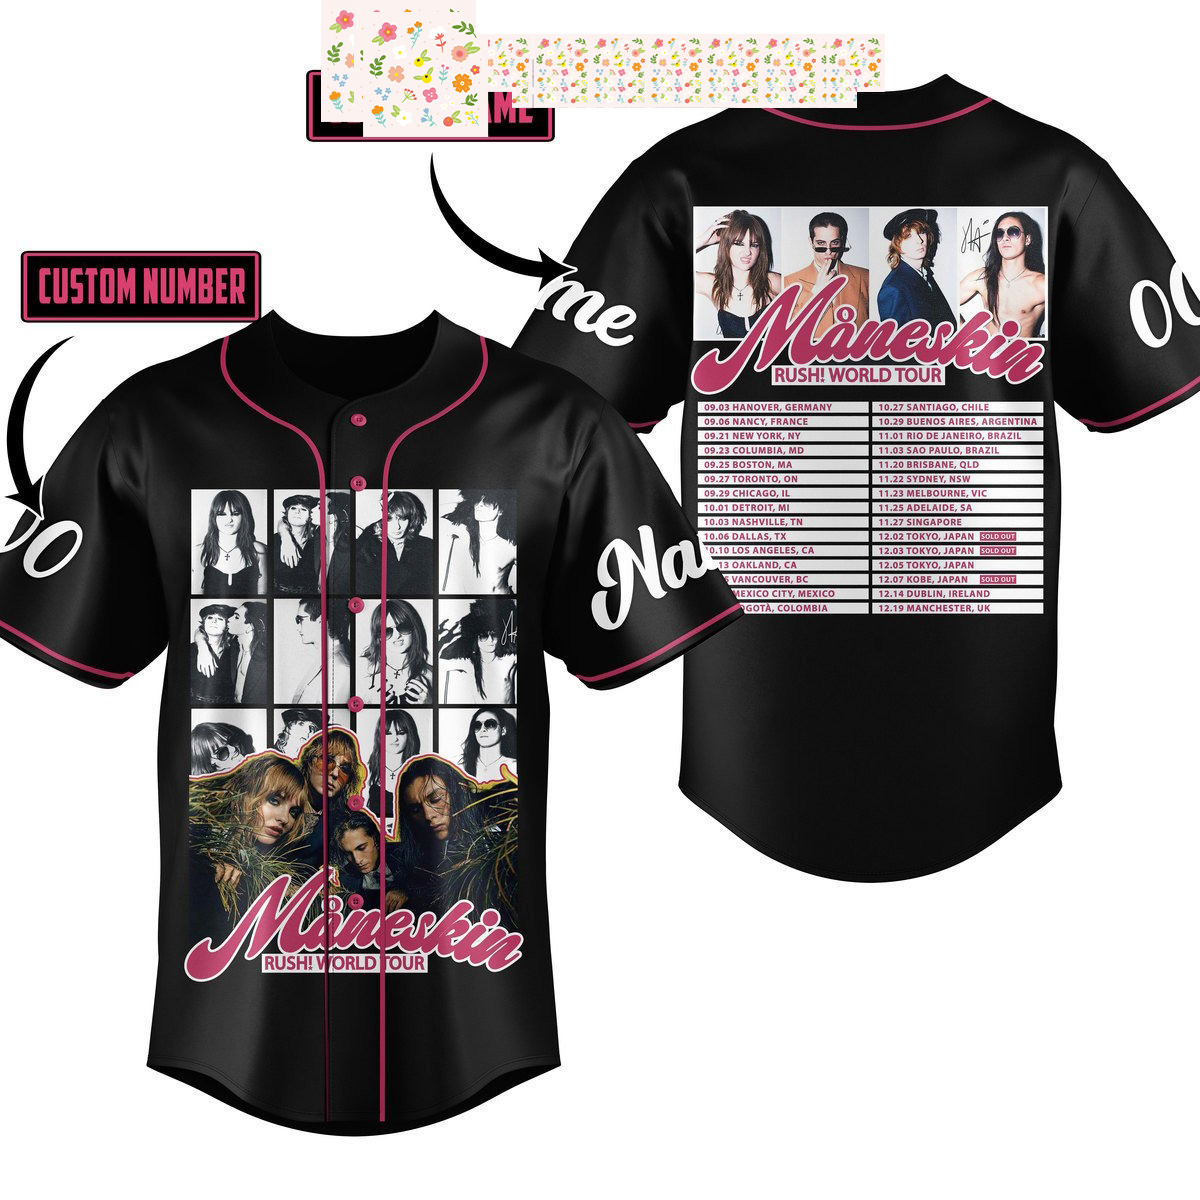 CUSTOM NUMBER
Måneskin
RUSH! WORLD TOUR
09.03 HANOVER, GERMANY
09.06 NANCY, FRANCE
09.21 NEW YORK, NY
09.23 COLUMBIA, MD
09.25 BOSTON, MA
09.27 TORONTO, ON
09.29 CHICAGO, IL
10.01 DETROIT, MI
10.03 NASHVILLE, TN
10.06 DALLAS, TX
10.10 LOS ANGELES, CA
13 OAKLAND, CA
VANCOUVER, BC
MEXICO CITY, MEXICO
COLOMBIA
10.27 SANTIAGO, CHILE
10.29 BUENOS AIRES, ARGENTINA
11.01 RIO DE JANEIRO, BRAZIL
11.03 SAO PAULO, BRAZIL
11.20 BRISBANE, QLD
11.22 SYDNEY, NSW
11.23 MELBOURNE, VIC
11.25 ADELAIDE, SA
11.27 SINGAPORE
12.02 TOKYO, JAPAN SOLD OUT
12.03 TOKYO, JAPAN SOLD OUT
12.05 TOKYO, JAPAN
12.07 KOBE, JAPAN SOLD OUT
12.14 DUBLIN, IRELAND
12.19 MANCHESTER, UK
00
Måneskin
RUSH! WORLD TOUR